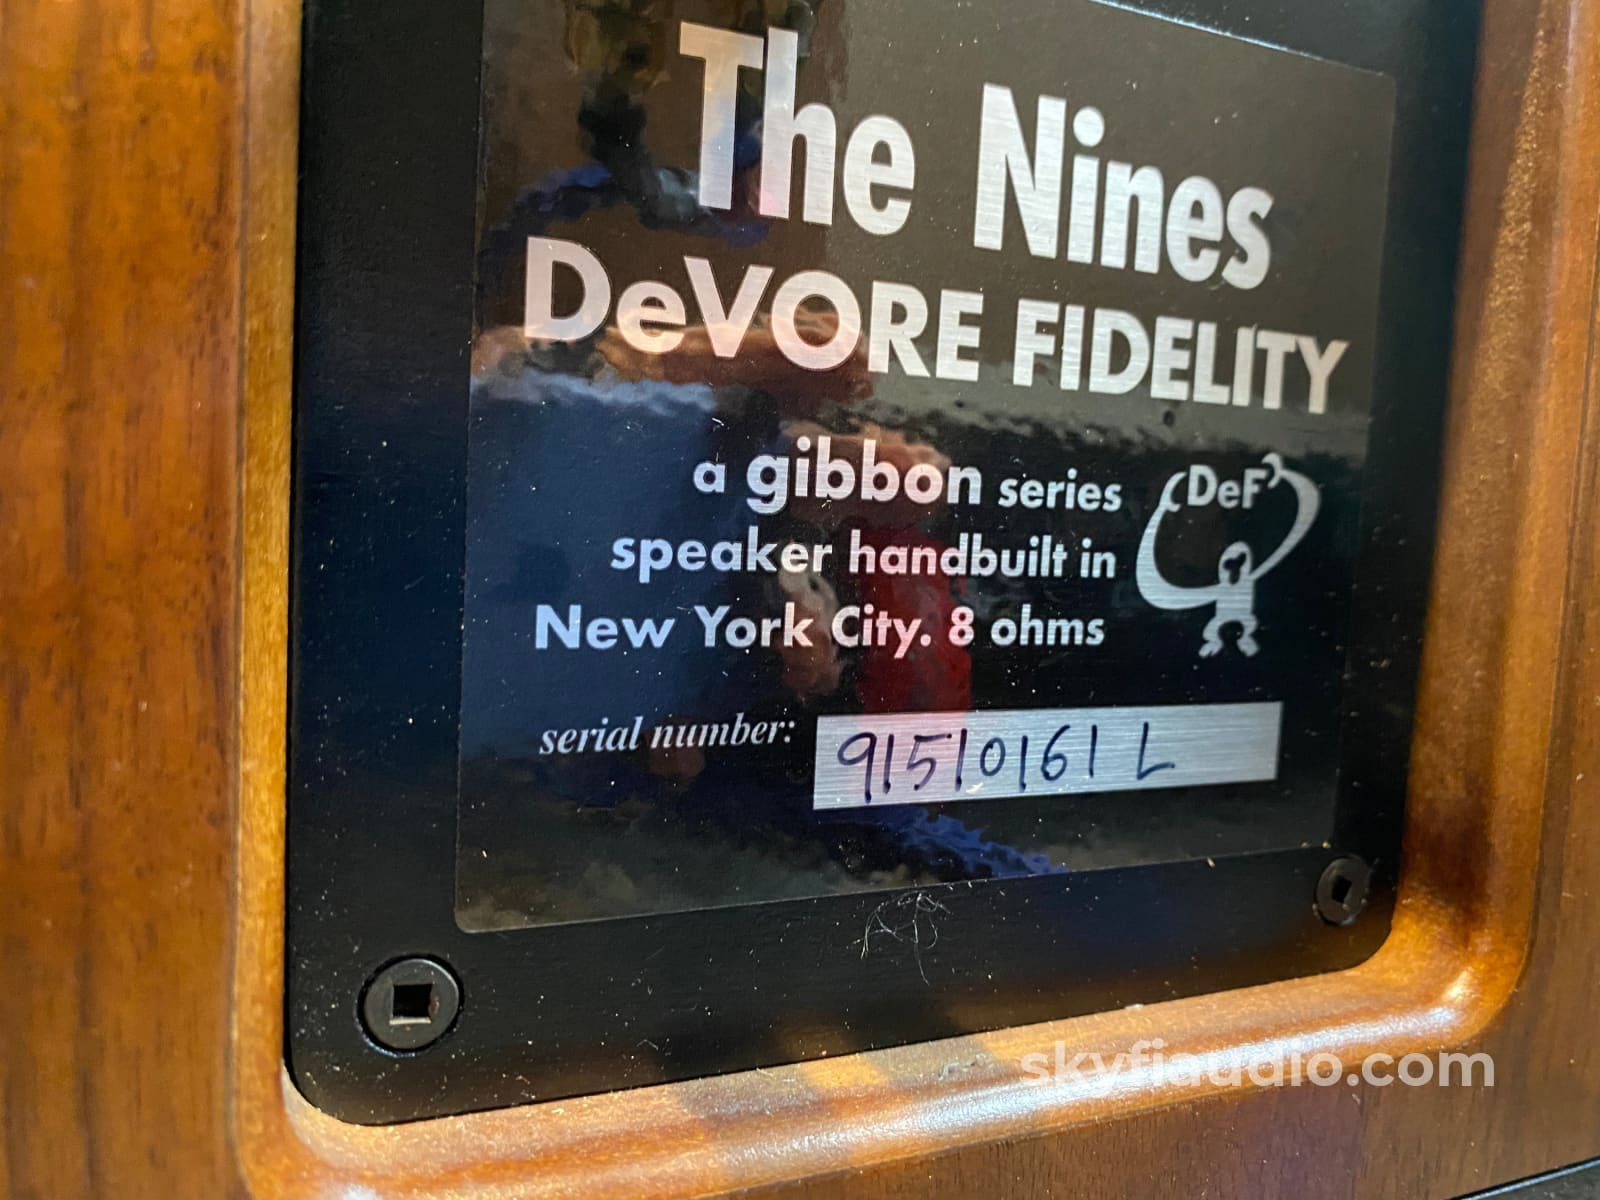 The Nines
DeVORE FIDELITY
a gibbon series
speaker handbuilt in
New York City. 8 ohms
DeF
serial number: 91510161 L
skyfiaudio.com